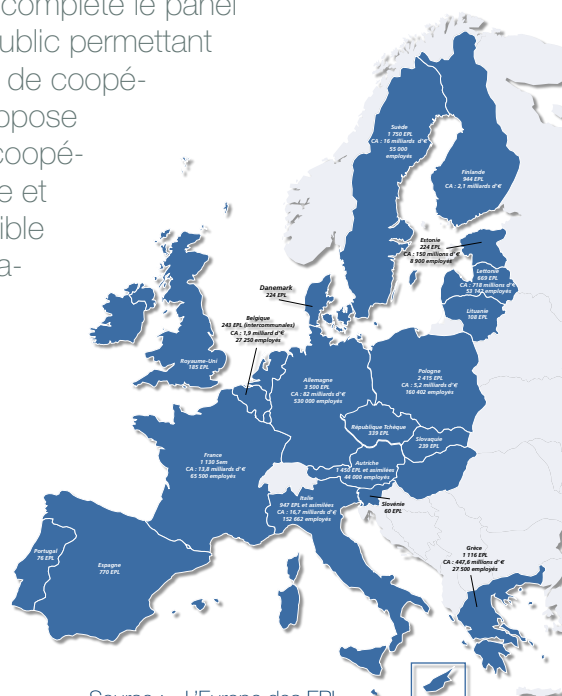 complète le panel
ublic permettant
de coopé-
opose
coopé-
e et
ible
a-
Suède
1 750 EPL
CA : 16 milliards d'€
55 000
employés
Finlande
944 EPL
CA : 2,1 milliards d'€
Estonie
224 EPL
CA : 150 millions d'€
8 900 employés
Lettonie
669 EPL
CA : 718 millions d'€
53 142 employés
Lituanie
108 EPL
Danemark
224 EPL
Belgique
243 EPL (intercommunales)
CA : 1,9 milliard d'€
27 250 employés
Royaume-Uni
185 EPL
Allemagne
3 500 EPL
CA : 82 milliards d'€
530 000 employés
Pologne
2 415 EPL
CA : 5,2 milliards d'€
160 402 employés
République Tchèque
339 EPL
Slovaquie
239 EPL
Autriche
1 450 EPL et asimilées
44 000 employés
France
1 130 Sem
CA : 13,8 milliards d'€
65 500 employés
Italie
947 EPL et asimilées
CA : 16,7 milliards d'€
152 662 employés
Slovénie
60 EPL
Portugal
76 EPL
Espagne
770 EPL
Grèce
1 116 EPL
CA : 447,6 millions d'€
27 500 employés
L'Europe des EPL